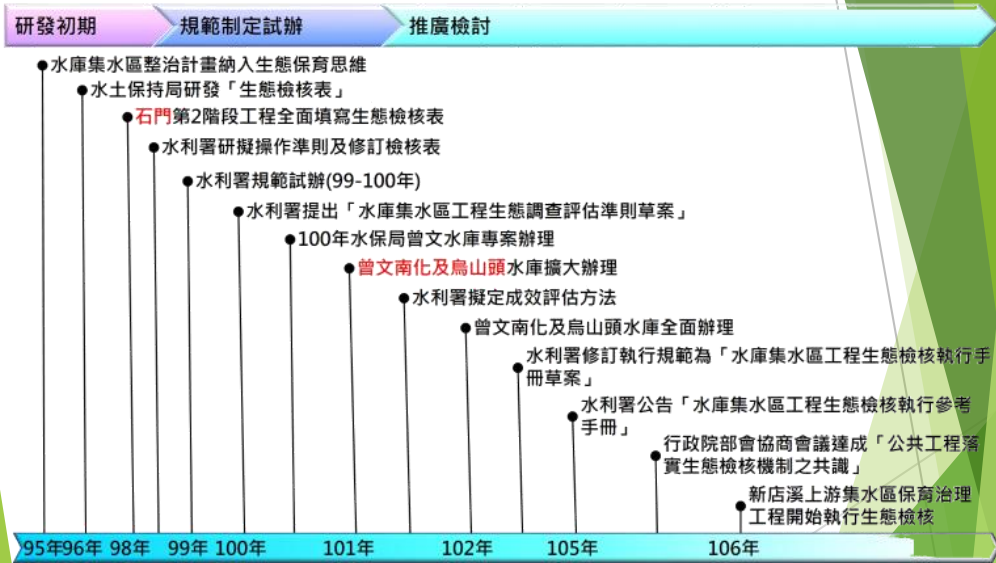 研發初期
規範制定試辦
推廣檢討
水庫集水區整治計畫納入生態保育思維
水土保持局研發「生態檢核表」
石門第2階段工程全面填寫生態檢核表
水利署研擬操作準則及修訂檢核表
水利署規範試辦(99-100年)
水利署提出「水庫集水區工程生態調查評估準則草案」
100年水保局曾文水庫專案辦理
曾文南化及烏山頭水庫擴大辦理
水利署擬定成效評估方法
曾文南化及烏山頭水庫全面辦理
水利署修訂執行規範為「水庫集水區工程生態檢核執行手
冊草案」
水利署公告「水庫集水區工程生態檢核執行參考
手冊」
行政院部會協商會議達成「公共工程落
實生態檢核機制之共識」
新店溪上游集水區保育治理
工程開始執行生態檢核
95年96年 98年 99年 100年 101年 102年 105年 106年